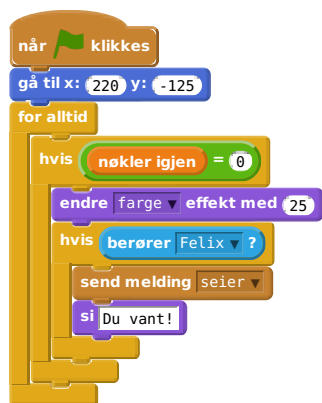 når klikkes
gå til x: 220 y: -125
for alltid
hvis nøkler igjen = 0
endre farge ▼ effekt med 25
hvis berører Felix ▼ ?
send melding seier ▼
si Du vant!